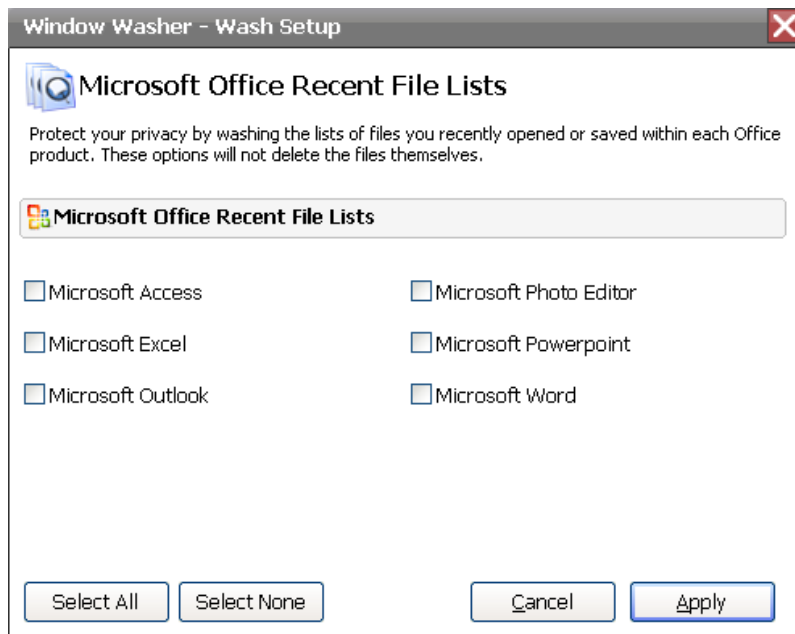 Window Washer - Wash Setup
Microsoft Office Recent File Lists
Protect your privacy by washing the lists of files you recently opened or saved within each Office
product. These options will not delete the files themselves.
Microsoft Office Recent File Lists
Microsoft Access
Microsoft Photo Editor
Microsoft Excel
Microsoft Powerpoint
Microsoft Outlook
Microsoft Word
Select All
Select None
Cancel
Apply